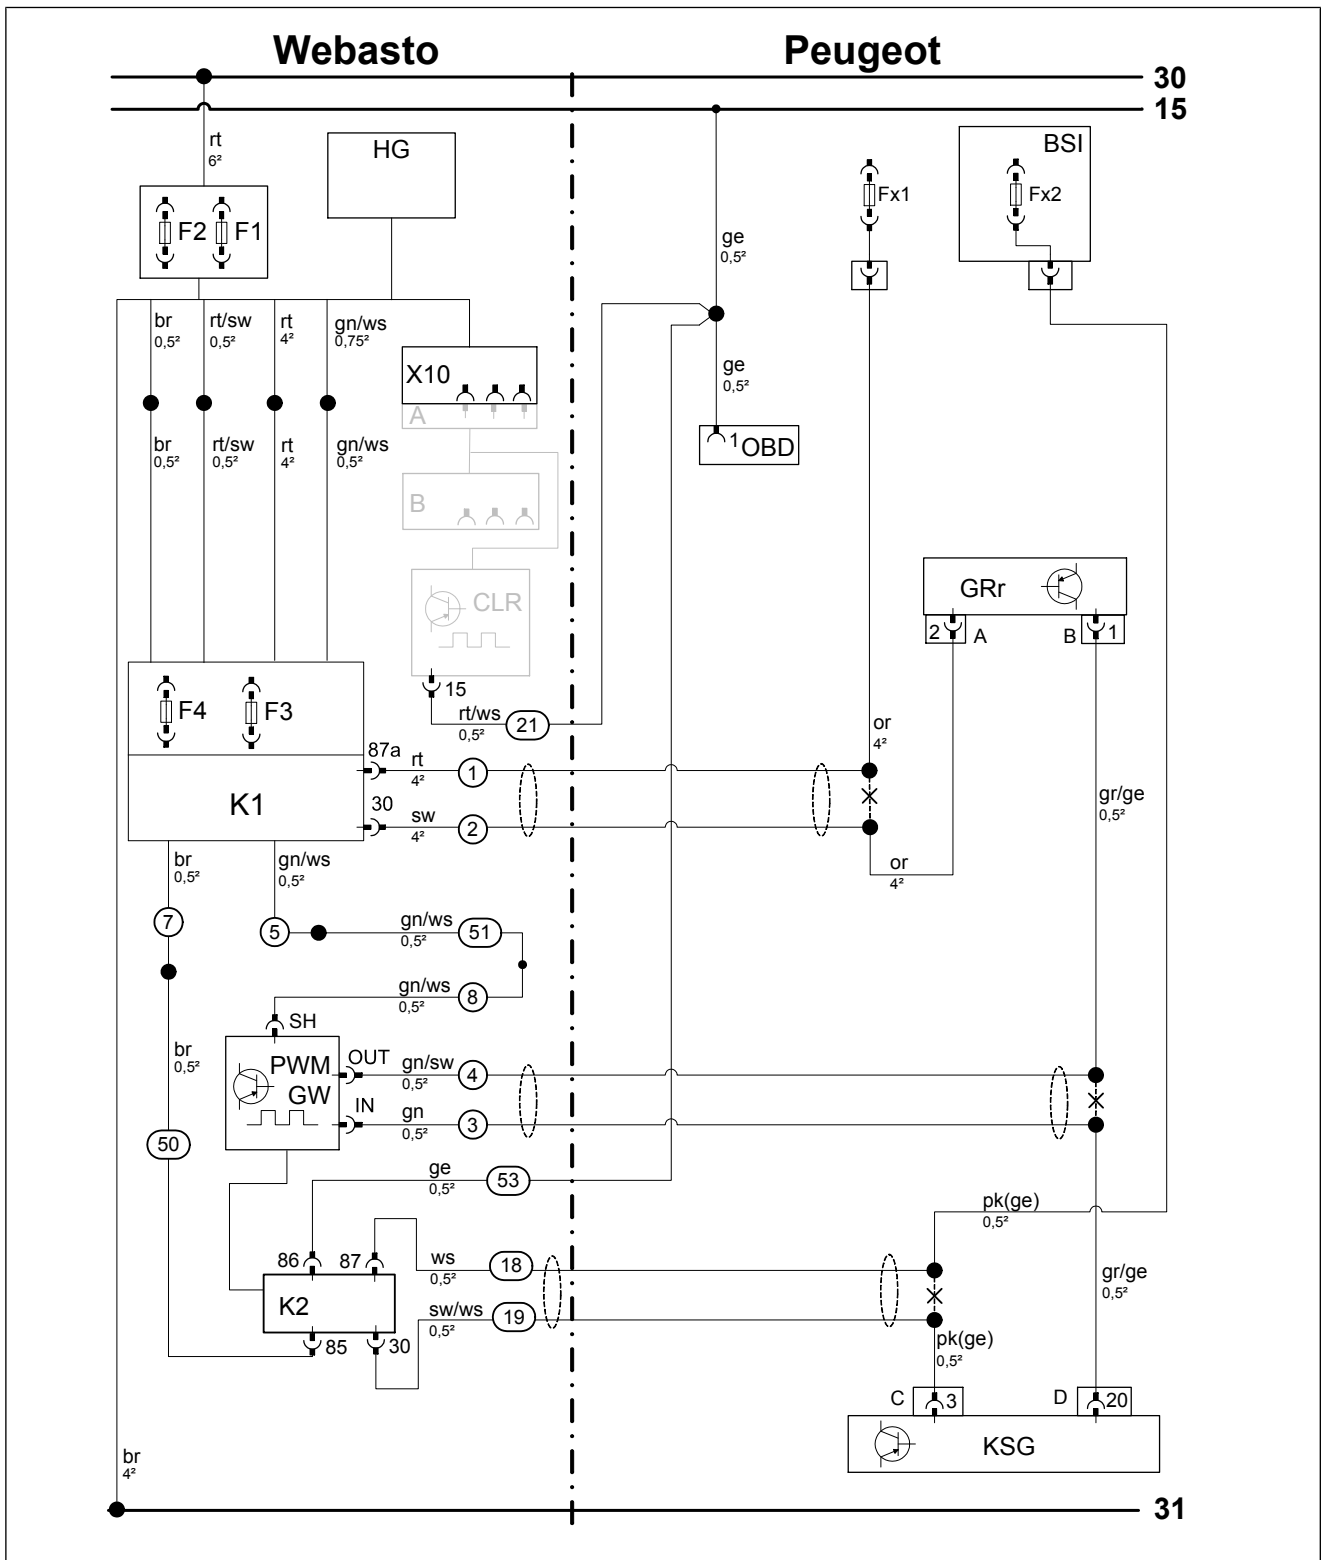 Webasto
Peugeot
30
15
rt
6²
HG
BSI
Fx1
Fx2
F2
F1
ge
0,5²
br
0,5²
rt/sw
0,5²
rt
4²
gn/ws
0,75²
X10
A
ge
0,5²
1
OBD
br
0,5²
rt/sw
0,5²
rt
4²
gn/ws
0,5²
B
CLR
GRr
2
A
B
1
15
rt/ws
0,5²
21
F4
F3
or
4²
87a
rt
4²
1
K1
30
sw
4²
2
gr/ge
0,5²
br
0,5²
gn/ws
0,5²
or
4²
7
5
gn/ws
0,5²
51
gn/ws
0,5²
8
SH
br
0,5²
PWM
GW
OUT
gn/sw
0,5²
4
IN
gn
0,5²
3
50
ge
0,5²
53
pk(ge)
0,5²
86
87
ws
0,5²
18
gr/ge
0,5²
K2
sw/ws
0,5²
19
85
30
pk(ge)
0,5²
C
3
D
20
KSG
br
4²
31